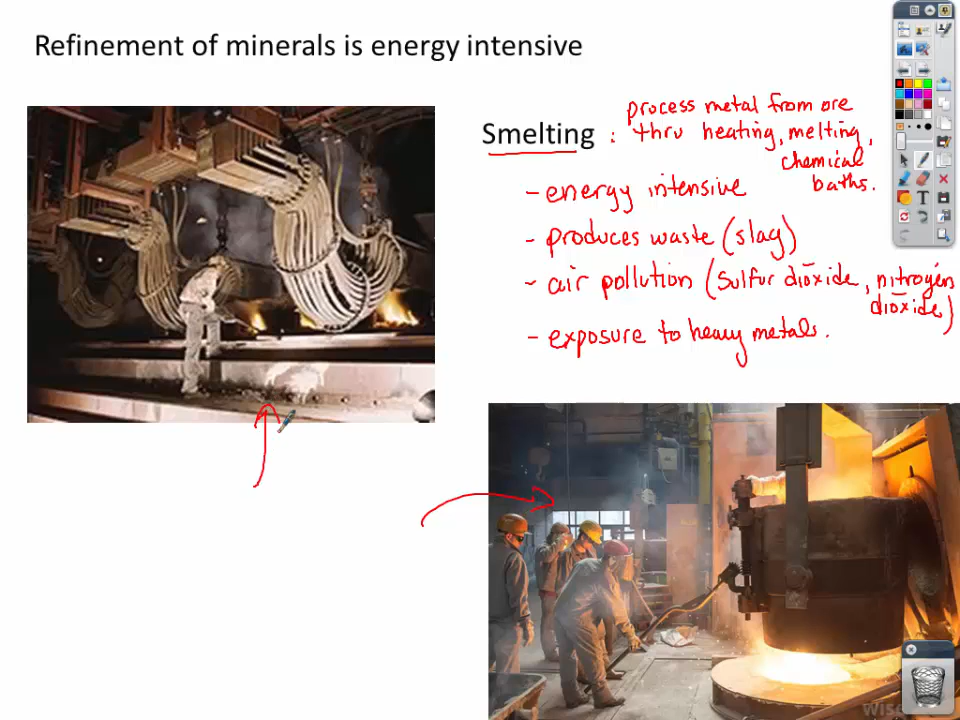 Refinement of minerals is energy intensive
Smelting : process metal from ore
thru heating, melting,
chemical
baths.
- energy intensive
- produces waste (slag)
- air pollution (sulfur dioxide, nitrogen
dioxide)
- exposure to heavy metals.
T